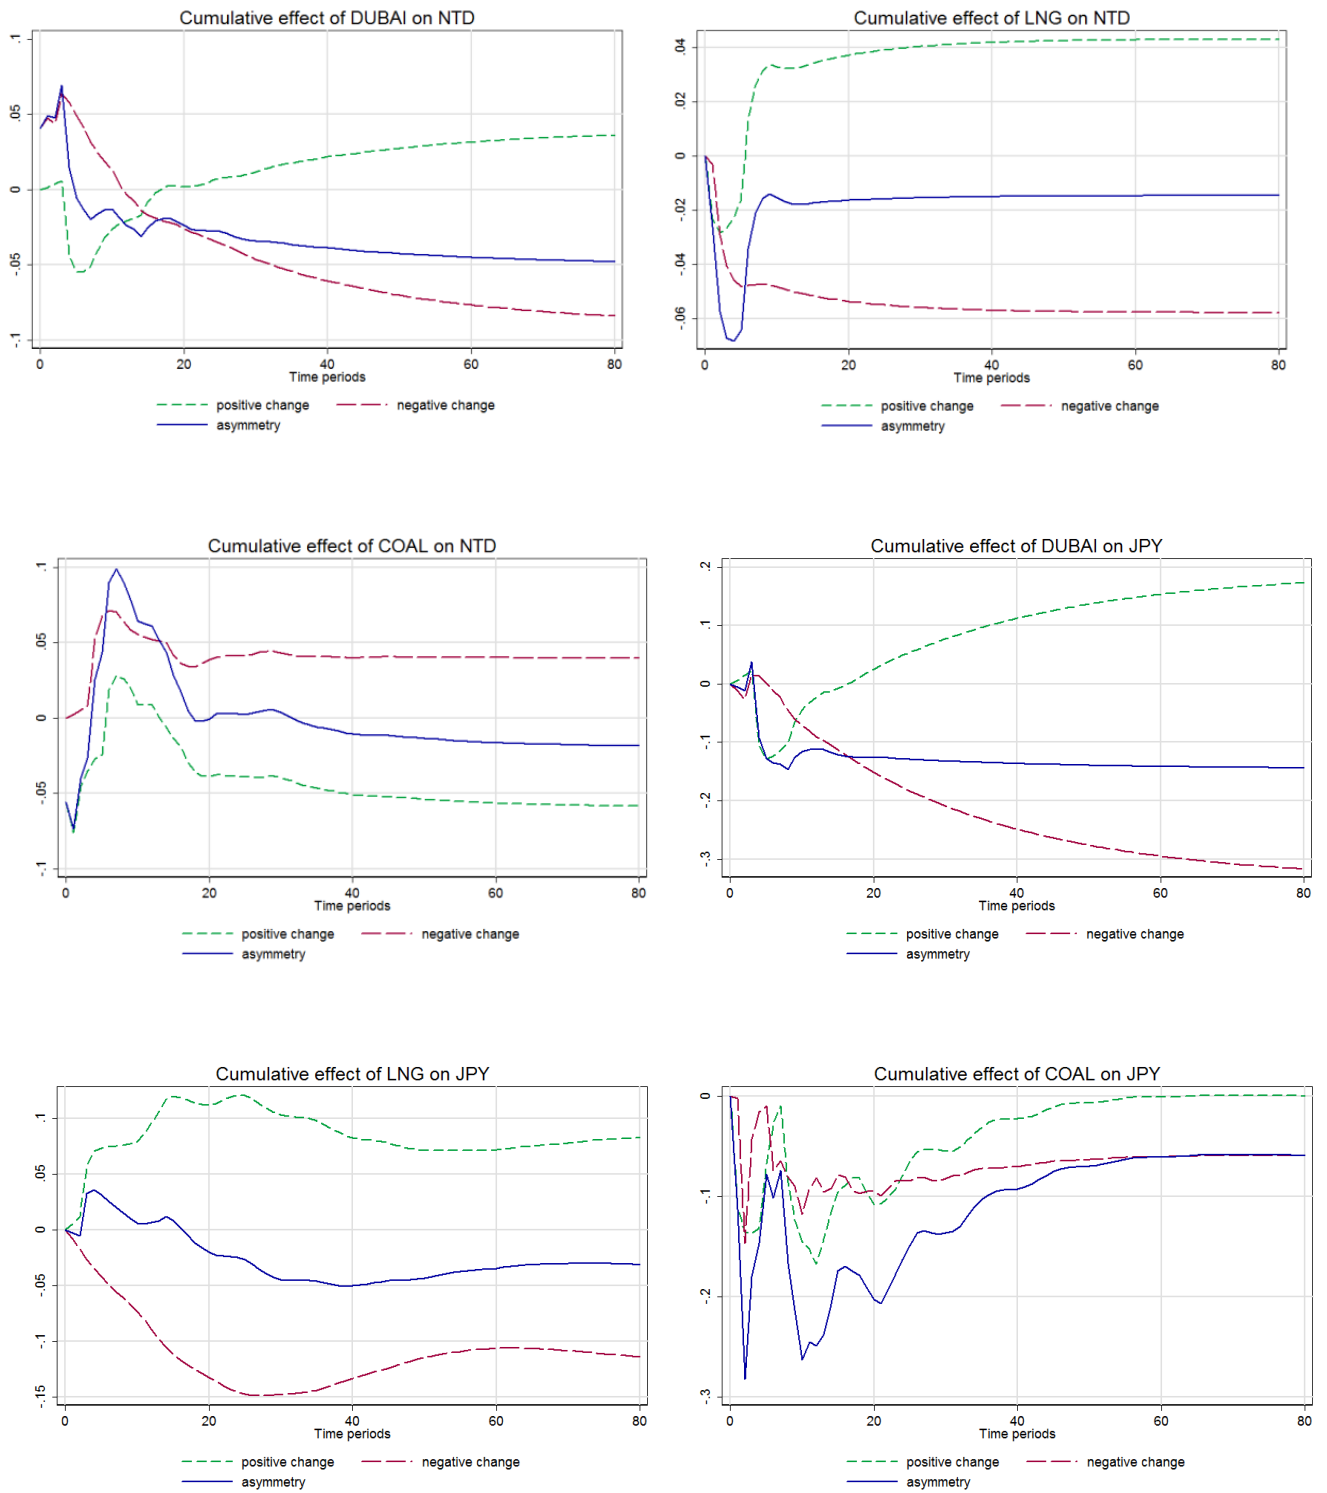 Cumulative effect of DUBAI on NTD
.1
.05
0
-.05
-.1
0 20 40 60 80
Time periods
positive change negative change
asymmetry
Cumulative effect of LNG on NTD
.04
.02
0
-.02
-.04
-.06
0 20 40 60 80
Time periods
positive change negative change
asymmetry
Cumulative effect of COAL on NTD
.1
.05
0
-.05
-.1
0 20 40 60 80
Time periods
positive change negative change
asymmetry
Cumulative effect of DUBAI on JPY
.2
.1
0
-.1
-.2
-.3
0 20 40 60 80
Time periods
positive change negative change
asymmetry
Cumulative effect of LNG on JPY
.1
.05
0
-.05
-.1
-.15
0 20 40 60 80
Time periods
positive change negative change
asymmetry
Cumulative effect of COAL on JPY
0
-.1
-.2
-.3
0 20 40 60 80
Time periods
positive change negative change
asymmetry